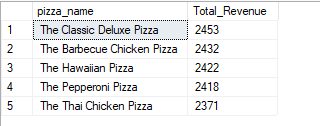 pizza_name Total_Revenue
1 The Classic Deluxe Pizza 2453
2 The Barbecue Chicken Pizza 2432
3 The Hawaiian Pizza 2422
4 The Pepperoni Pizza 2418
5 The Thai Chicken Pizza 2371